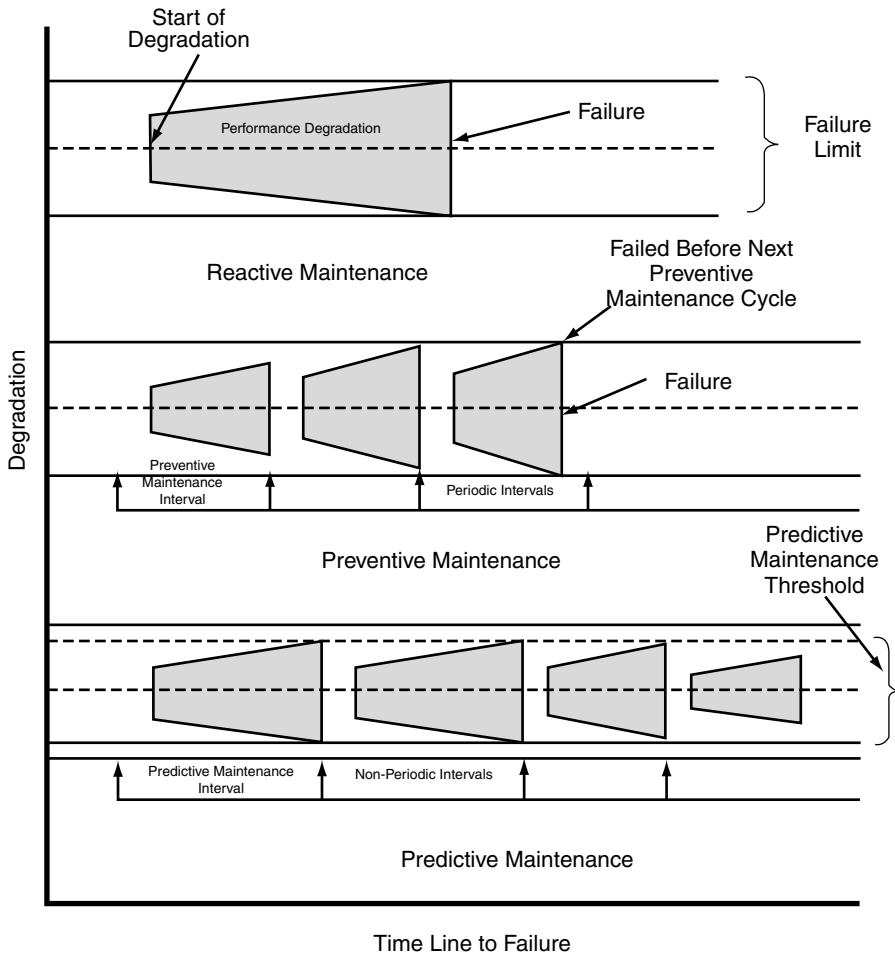 Start of
Degradation
Performance Degradation
Failure
Failure
Limit
Reactive Maintenance
Failed Before Next
Preventive
Maintenance Cycle
Degradation
Failure
Preventive
Maintenance
Interval
Periodic Intervals
Preventive Maintenance
Predictive
Maintenance
Threshold
Predictive Maintenance
Interval
Non-Periodic Intervals
Predictive Maintenance
Time Line to Failure